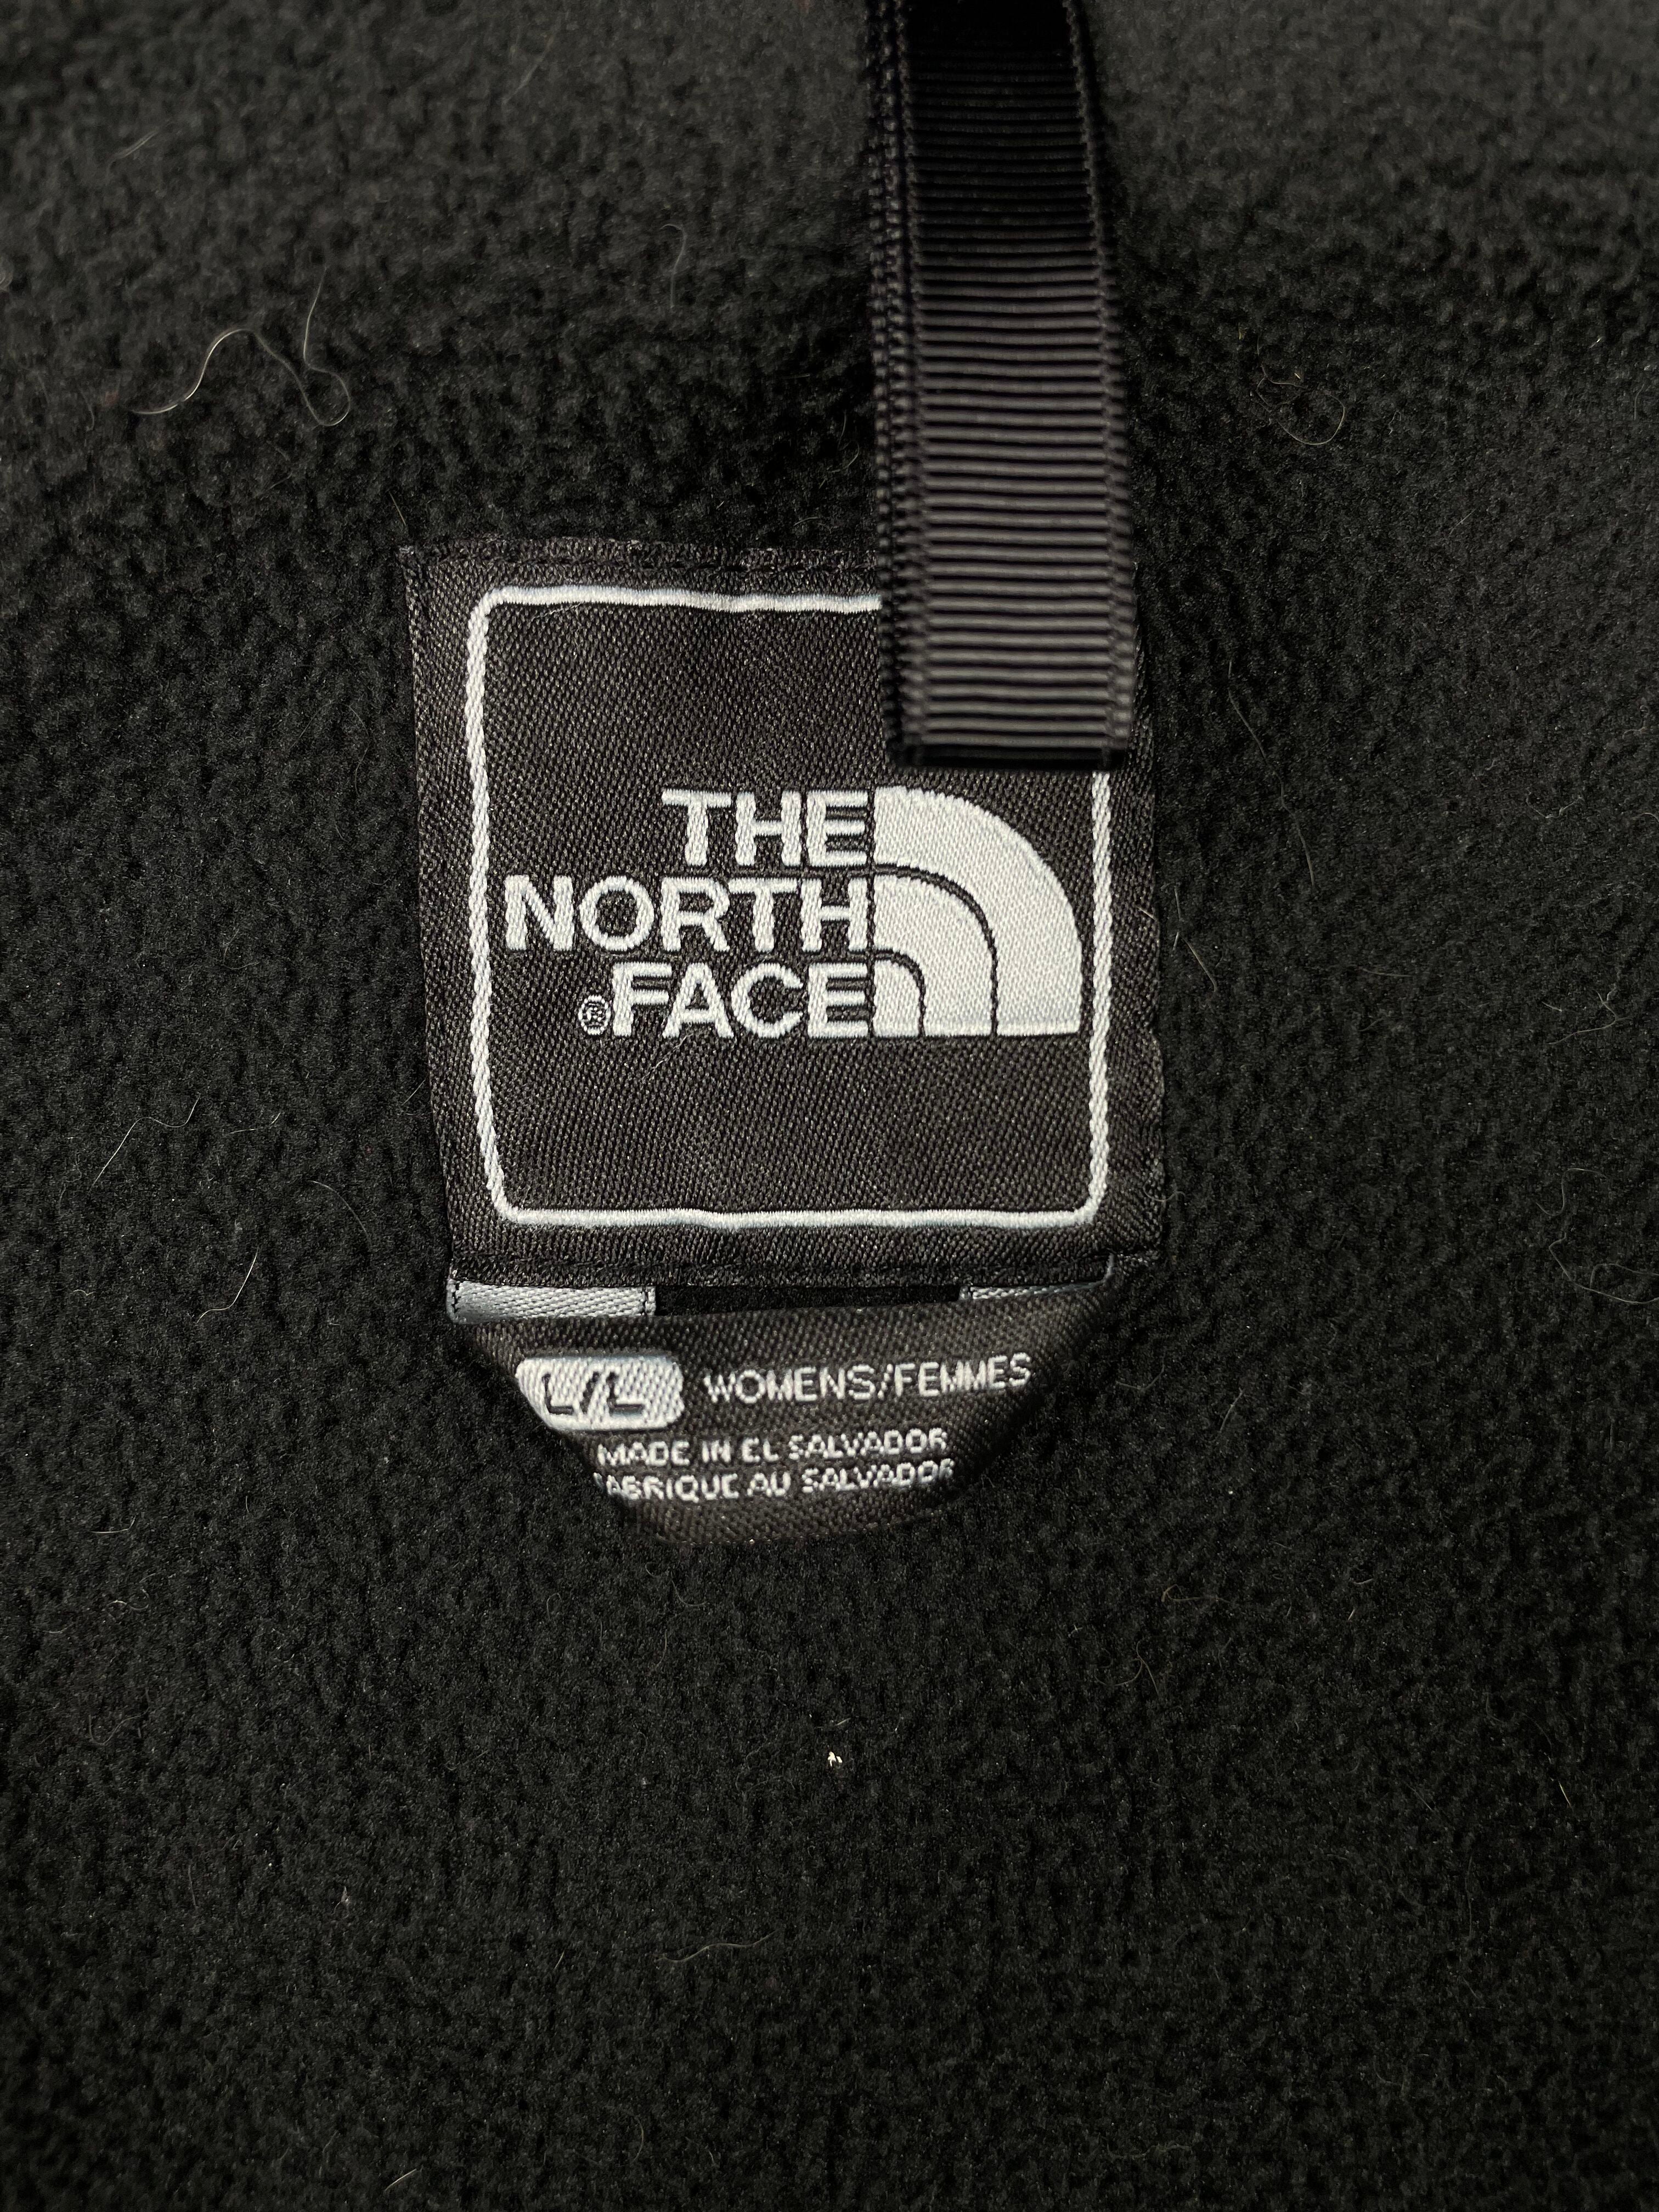 THE
NORTH
®FACE
L/L WOMENS/FEMMES
MADE IN EL SALVADOR
FABRIQUE AU SALVADOR